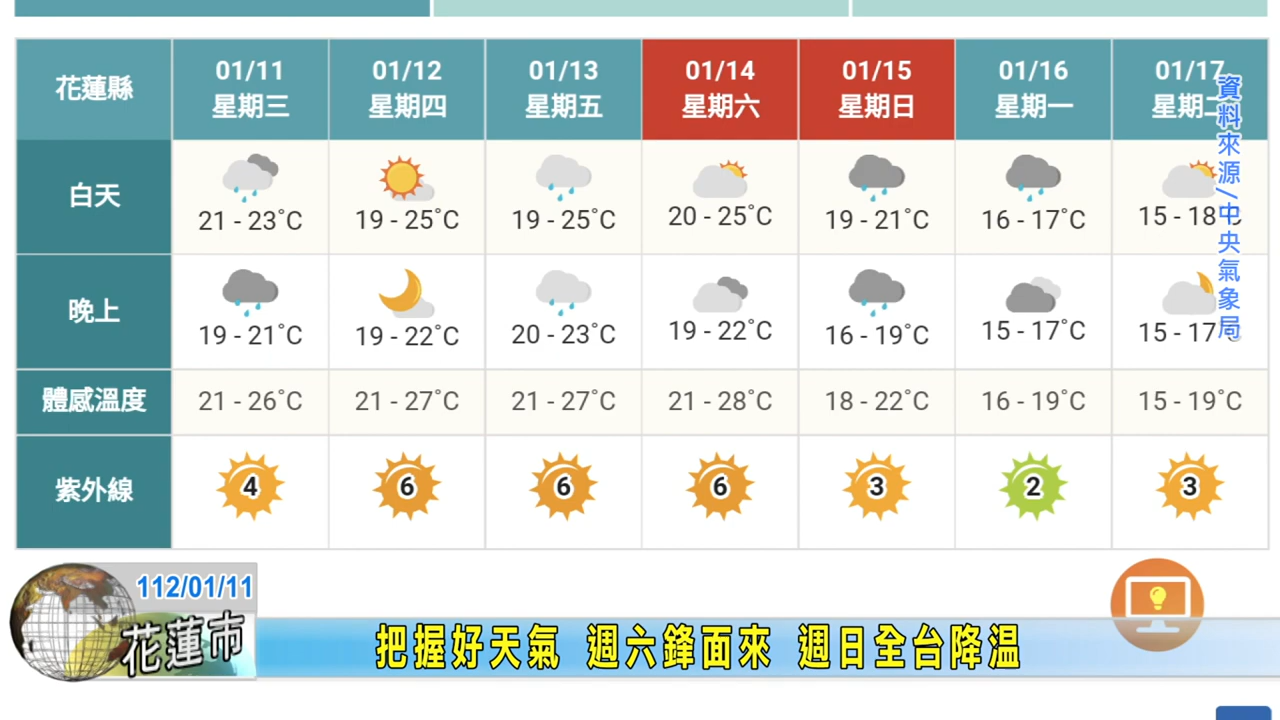 花蓮縣 01/11 01/12 01/13 01/14 01/15 01/16 01/17
星期三 星期四 星期五 星期六 星期日 星期一 星期二
白天 21 - 23°C 19 - 25°C 19 - 25°C 20 - 25°C 19 - 21°C 16 - 17°C 15 - 18°C
晚上 19 - 21°C 19 - 22°C 20 - 23°C 19 - 22°C 16 - 19°C 15 - 17°C 15 - 17°C
體感溫度 21 - 26°C 21 - 27°C 21 - 27°C 21 - 28°C 18 - 22°C 16 - 19°C 15 - 19°C
紫外線 4 6 6 6 3 2 3
資料來源/中央氣象局
112/01/11
花蓮市
把握好天氣 週六鋒面來 週日全台降溫